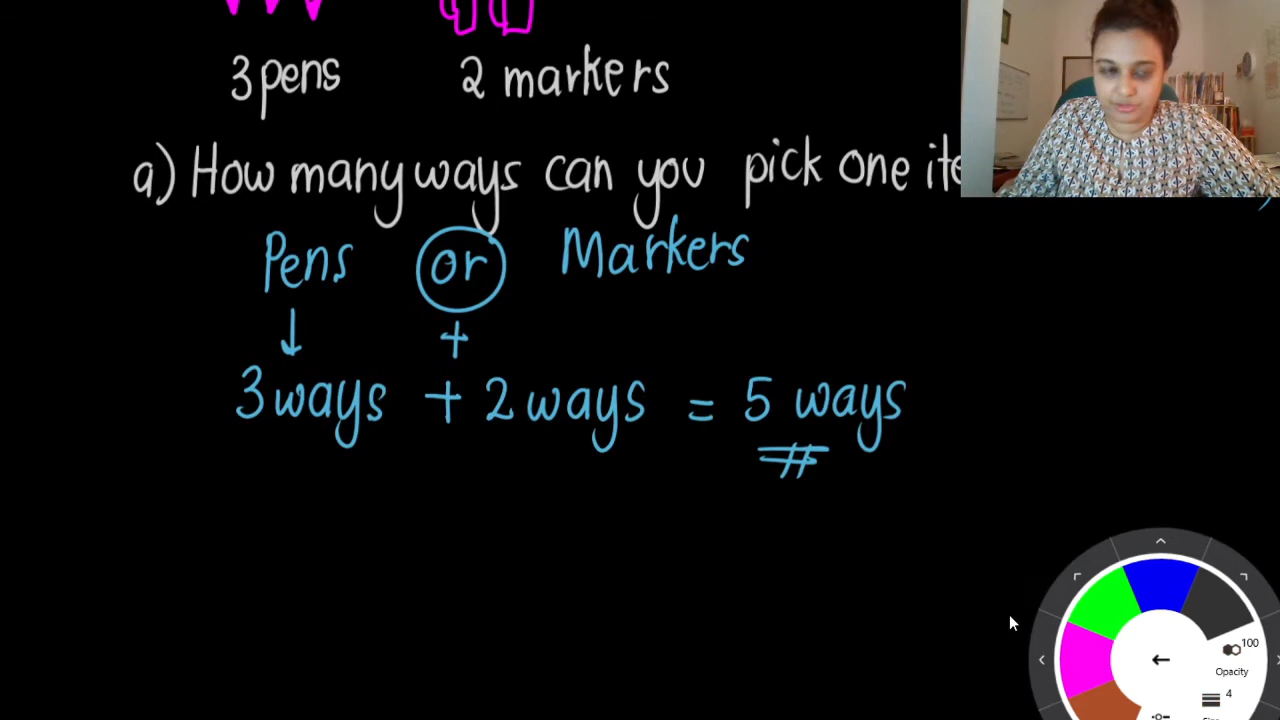 3 pens 2 markers
a) How many ways can you pick one ite
Pens or Markers
+
3 ways + 2 ways = 5 ways
100
Opacity
4